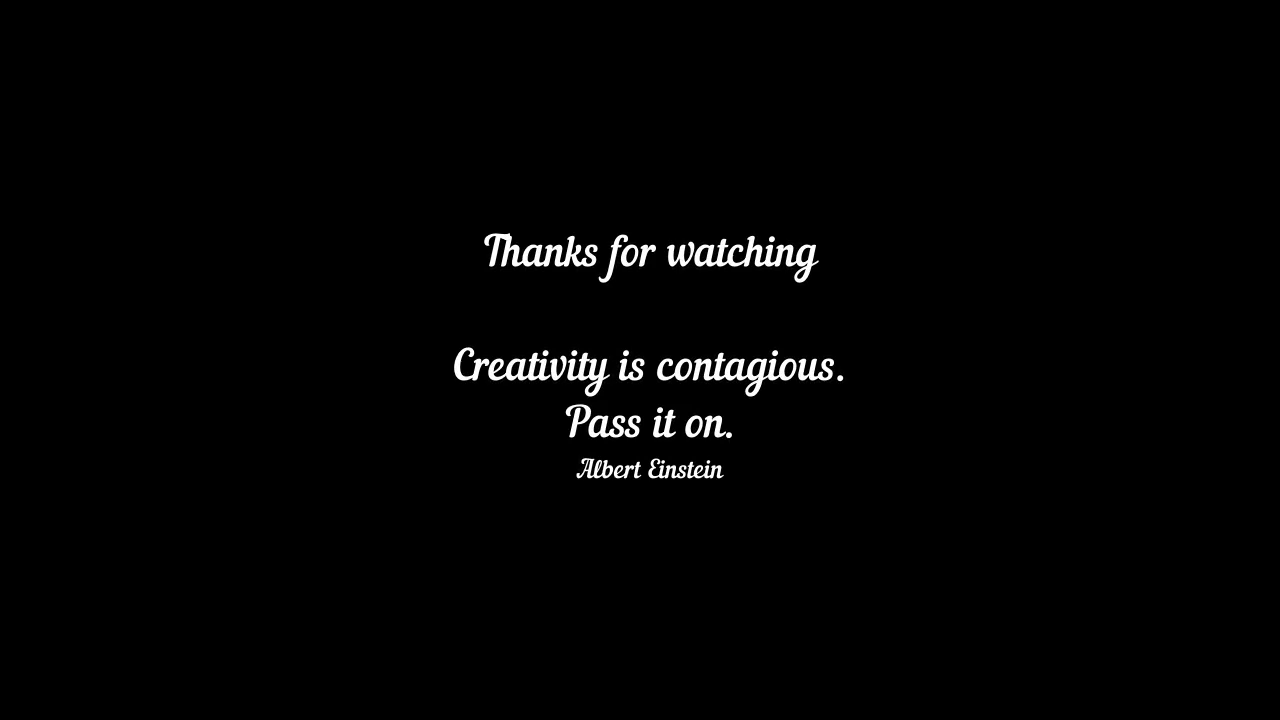 Thanks for watching
Creativity is contagious.
Pass it on.
Albert Einstein